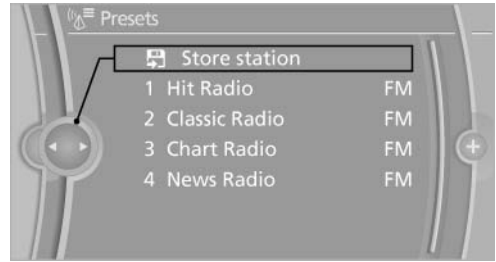 Presets
Store station
1 Hit Radio FM
2 Classic Radio FM
3 Chart Radio FM
4 News Radio FM